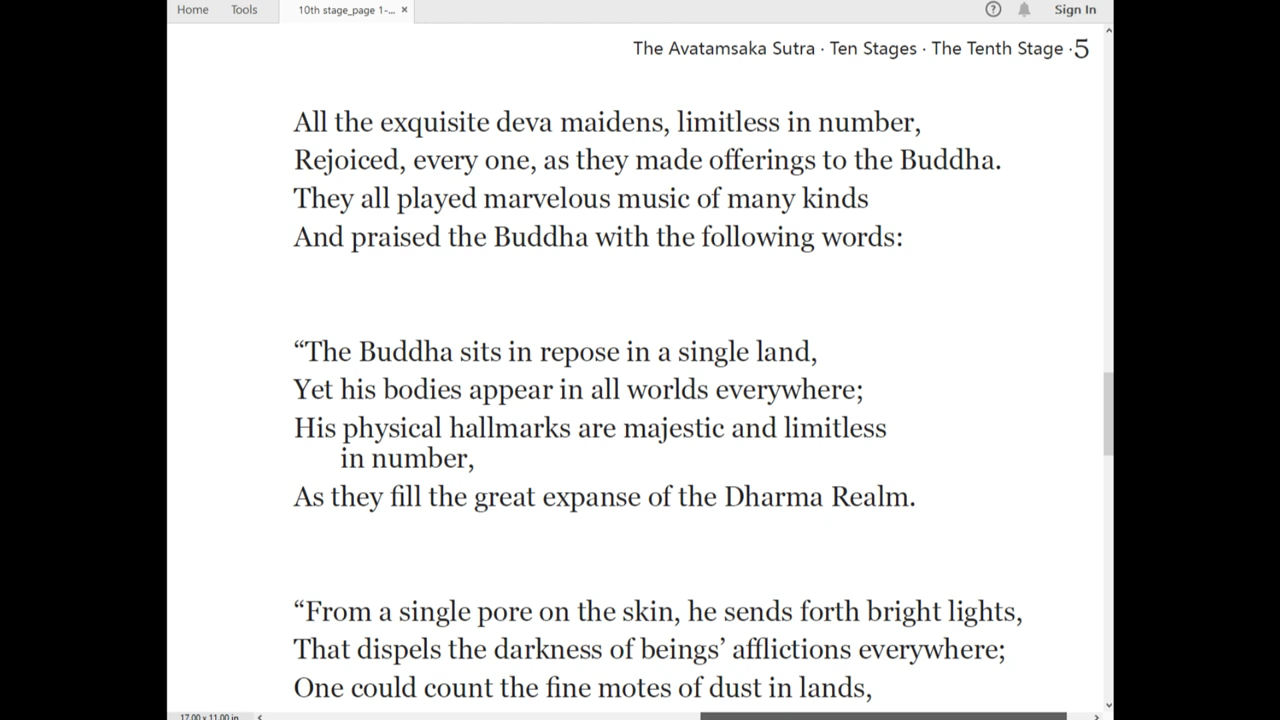 Home Tools 10th stage_page 1-... × ? Sign In
The Avatamsaka Sutra · Ten Stages · The Tenth Stage ·5
All the exquisite deva maidens, limitless in number,
Rejoiced, every one, as they made offerings to the Buddha.
They all played marvelous music of many kinds
And praised the Buddha with the following words:
“The Buddha sits in repose in a single land,
Yet his bodies appear in all worlds everywhere;
His physical hallmarks are majestic and limitless
in number,
As they fill the great expanse of the Dharma Realm.
“From a single pore on the skin, he sends forth bright lights,
That dispels the darkness of beings’ afflictions everywhere;
One could count the fine motes of dust in lands,
17.00 x 11.00 in